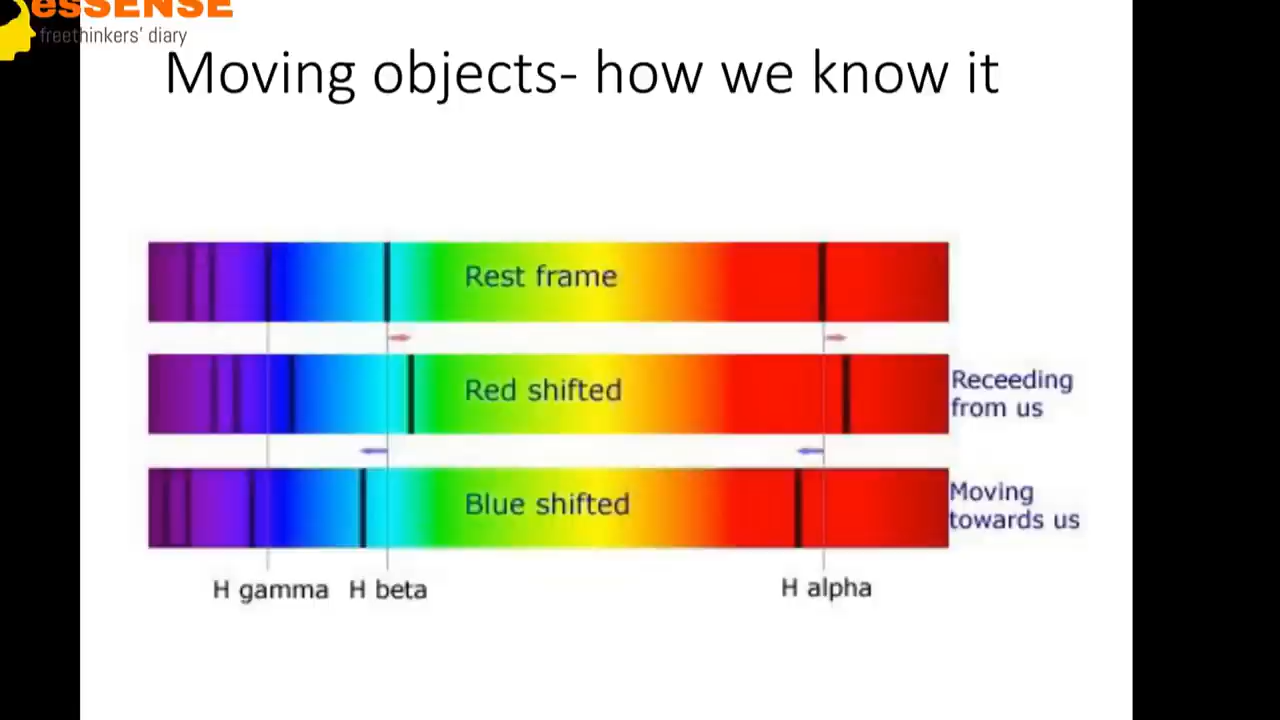 esSENSE
freethinkers' diary
Moving objects- how we know it
Rest frame
Red shifted
Receeding
from us
Blue shifted
Moving
towards us
H gamma
H beta
H alpha